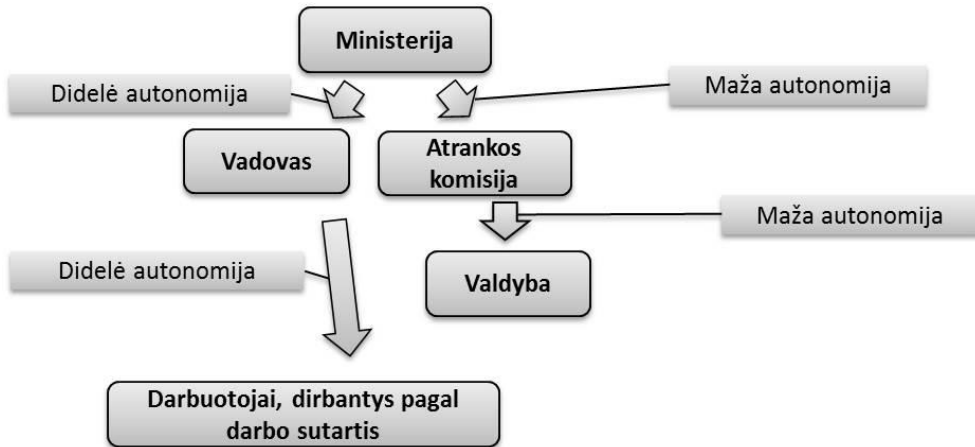 Ministerija
Didelė autonomija
Maža autonomija
Vadovas
Atrankos
komisija
Maža autonomija
Didelė autonomija
Valdyba
Darbuotojai, dirbantys pagal
darbo sutartis